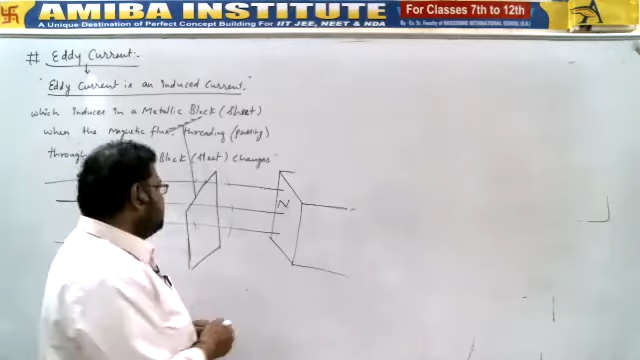 AMIBA INSTITUTE
A Unique Destination of Perfect Concept Building For IIT JEE, NEET & NDA
For Classes 7th to 12th
# Eddy Current:-
"Eddy Current is an induced current."
which induces in a Metallic Block (Sheet)
when the magnetic flux threading (passing)
through Block (sheet) changes"
N